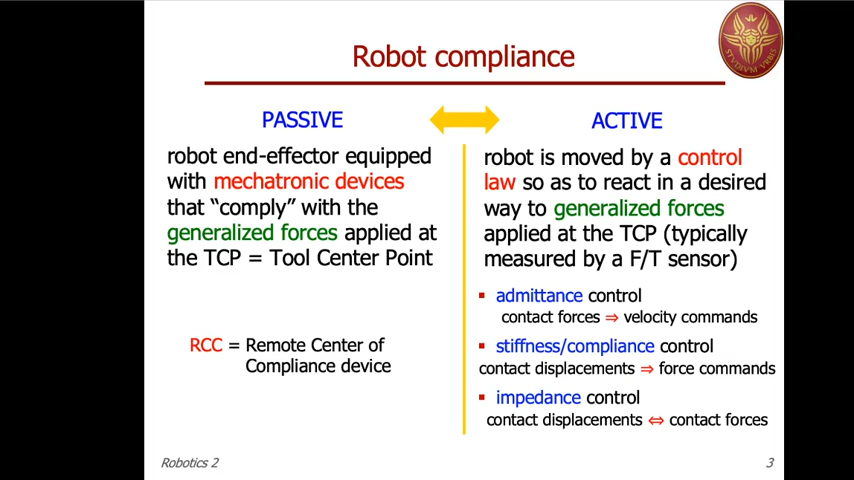 Robot compliance
PASSIVE
robot end-effector equipped
with mechatronic devices
that “comply” with the
generalized forces applied at
the TCP = Tool Center Point
RCC = Remote Center of
Compliance device
ACTIVE
robot is moved by a control
law so as to react in a desired
way to generalized forces
applied at the TCP (typically
measured by a F/T sensor)
▪ admittance control
contact forces ⇒ velocity commands
▪ stiffness/compliance control
contact displacements ⇒ force commands
▪ impedance control
contact displacements ⇔ contact forces
Robotics 2
3
STVDIVM VRBIS